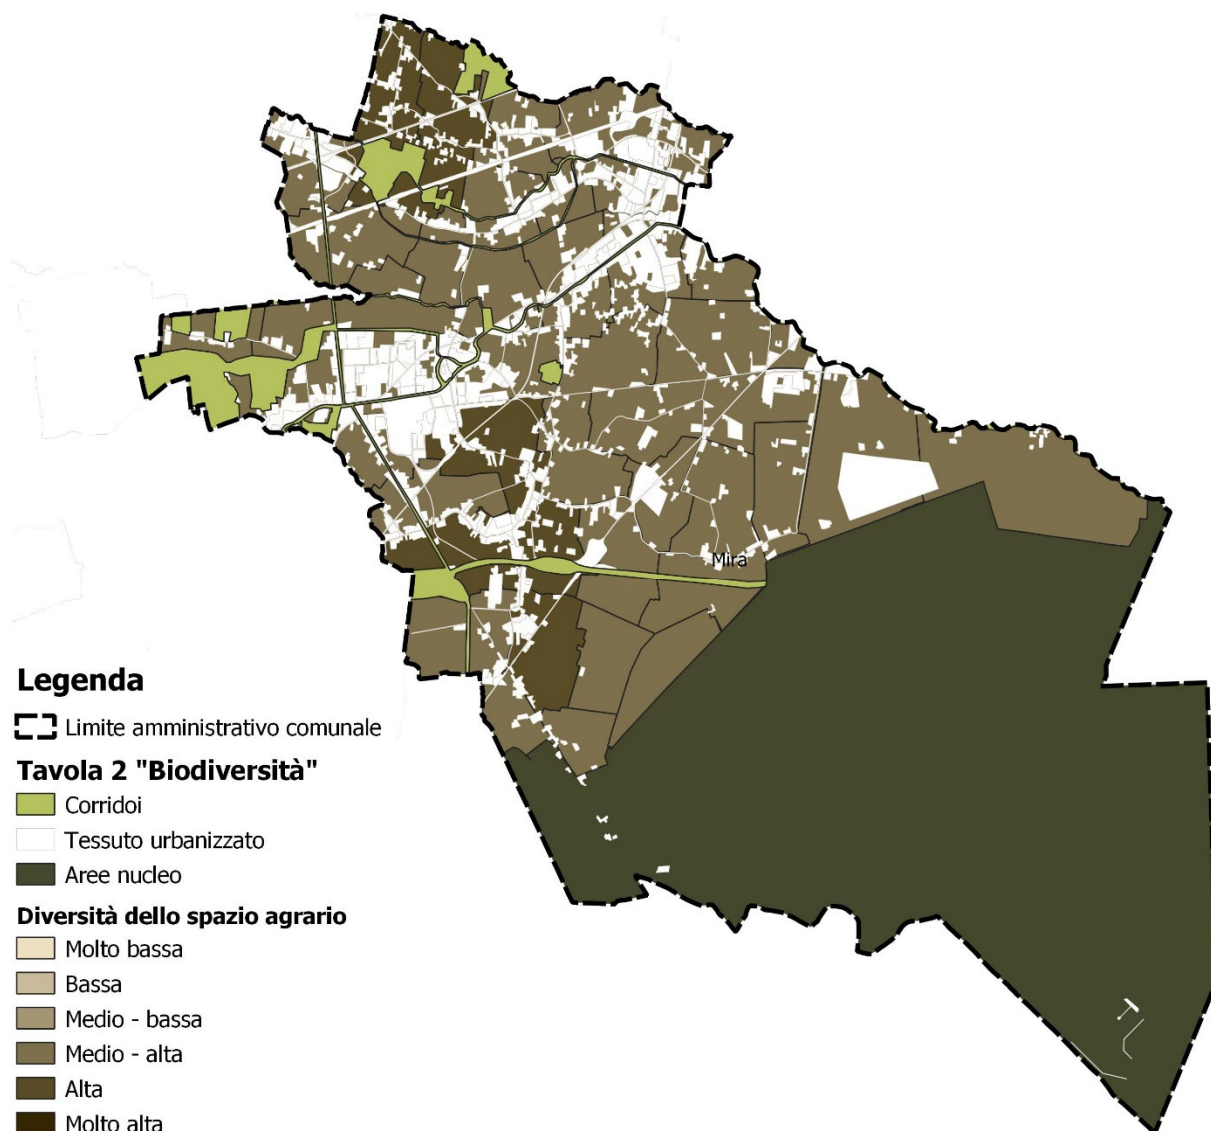 Mira
Legenda
Limite amministrativo comunale
Tavola 2 "Biodiversità"
Corridoi
Tessuto urbanizzato
Aree nucleo
Diversità dello spazio agrario
Molto bassa
Bassa
Medio - bassa
Medio - alta
Alta
Molto alta